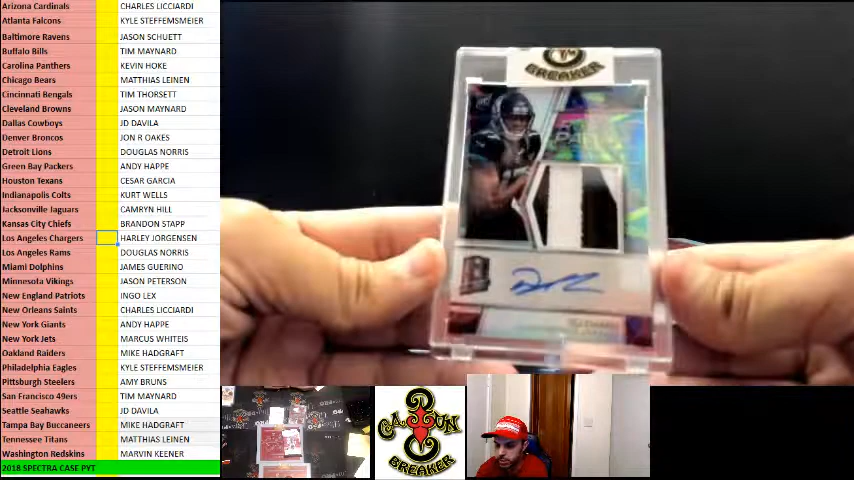 Arizona Cardinals CHARLES LICCIARDI
Atlanta Falcons KYLE STEFFEMSMEIER
Baltimore Ravens JASON SCHUETT
Buffalo Bills TIM MAYNARD
Carolina Panthers KEVIN HOKE
Chicago Bears MATTHIAS LEINEN
Cincinnati Bengals TIM THORSETT
Cleveland Browns JASON MAYNARD
Dallas Cowboys JD DAVILA
Denver Broncos JON R OAKES
Detroit Lions DOUGLAS NORRIS
Green Bay Packers ANDY HAPPE
Houston Texans CESAR GARCIA
Indianapolis Colts KURT WELLS
Jacksonville Jaguars CAMRYN HILL
Kansas City Chiefs BRANDON STAPP
Los Angeles Chargers HARLEY JORGENSEN
Los Angeles Rams DOUGLAS NORRIS
Miami Dolphins JAMES GUERINO
Minnesota Vikings JASON PETERSON
New England Patriots INGO LEX
New Orleans Saints CHARLES LICCIARDI
New York Giants ANDY HAPPE
New York Jets MARCUS WHITEIS
Oakland Raiders MIKE HADGRAFT
Philadelphia Eagles KYLE STEFFEMSMEIER
Pittsburgh Steelers AMY BRUNS
San Francisco 49ers TIM MAYNARD
Seattle Seahawks JD DAVILA
Tampa Bay Buccaneers MIKE HADGRAFT
Tennessee Titans MATTHIAS LEINEN
Washington Redskins MARVIN KEENER
2018 SPECTRA CASE PYT
BREAKER
CAJUN
BREAKER